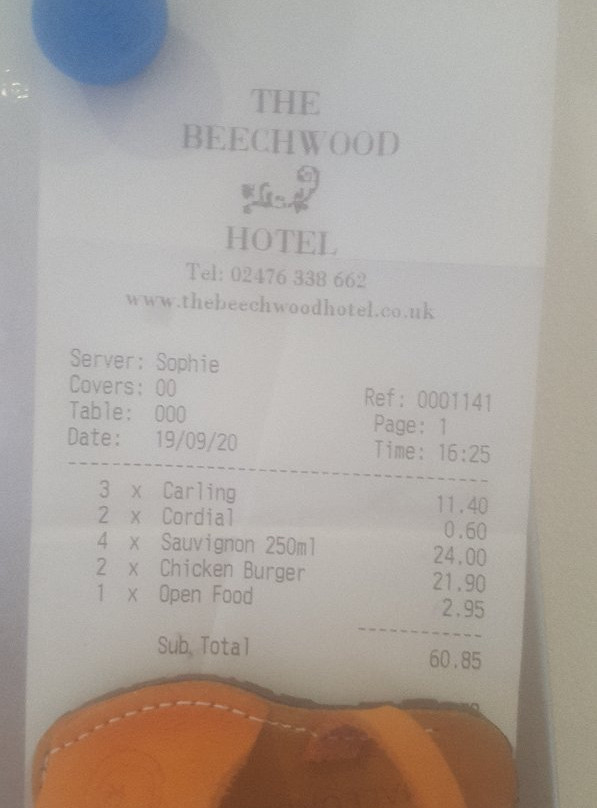 THE
BEECHWOOD
HOTEL
Tel: 02476 338 662
www.thebeechwoodhotel.co.uk
Server: Sophie
Covers: 00
Ref: 0001141
Table: 000
Page: 1
Date: 19/09/20
Time: 16:25
3 x Carling 11.40
2 x Cordial 0.60
4 x Sauvignon 250ml 24.00
2 x Chicken Burger 21.90
1 x Open Food 2.95
Sub Total 60.85